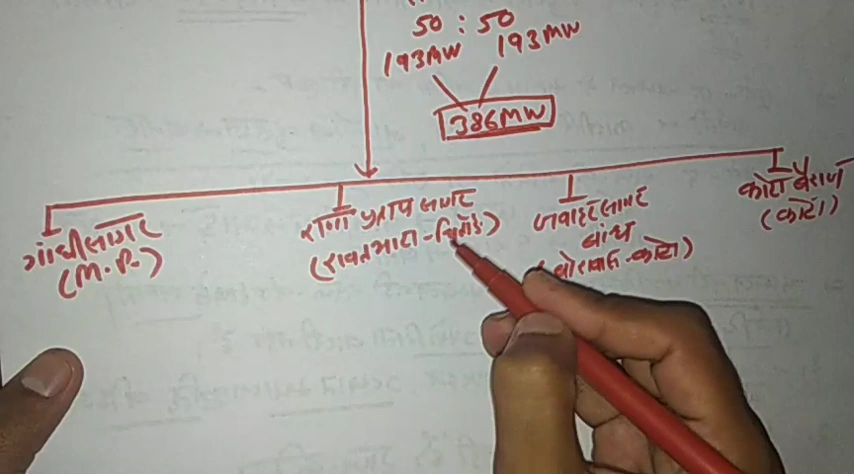 50 : 50
193MW 193MW
386MW
गांधीसागर
(M.P.)
राणा प्रताप सागर
(रावतभाटा-चित्तौड़)
जवाहर सागर
बांध
(बोरावास-कोटा)
कोटा बैराज
(कोटा)